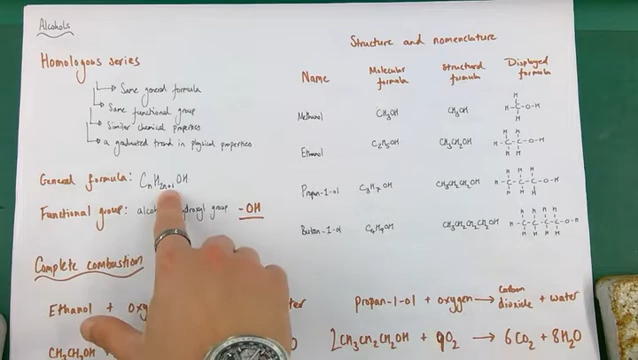 Alcohols
Homologous series
Same general formula
Same functional group
Similar chemical properties
a graduated trend in physical properties
General formula: CnH2n+1OH
Functional group: alcohol group -OH
Complete combustion
Ethanol +
CH3CH2OH +
Structure and nomenclature
Name Molecular formula Structural formula Displayed formula
Methanol CH3OH CH3OH
Ethanol C2H5OH CH3CH2OH
Propan-1-ol C3H7OH CH3CH2CH2OH
Butan-1-ol C4H9OH CH3CH2CH2CH2OH
propan-1-ol + oxygen → carbon dioxide + water
2CH3CH2CH2OH + 9O2 → 6CO2 + 8H2O